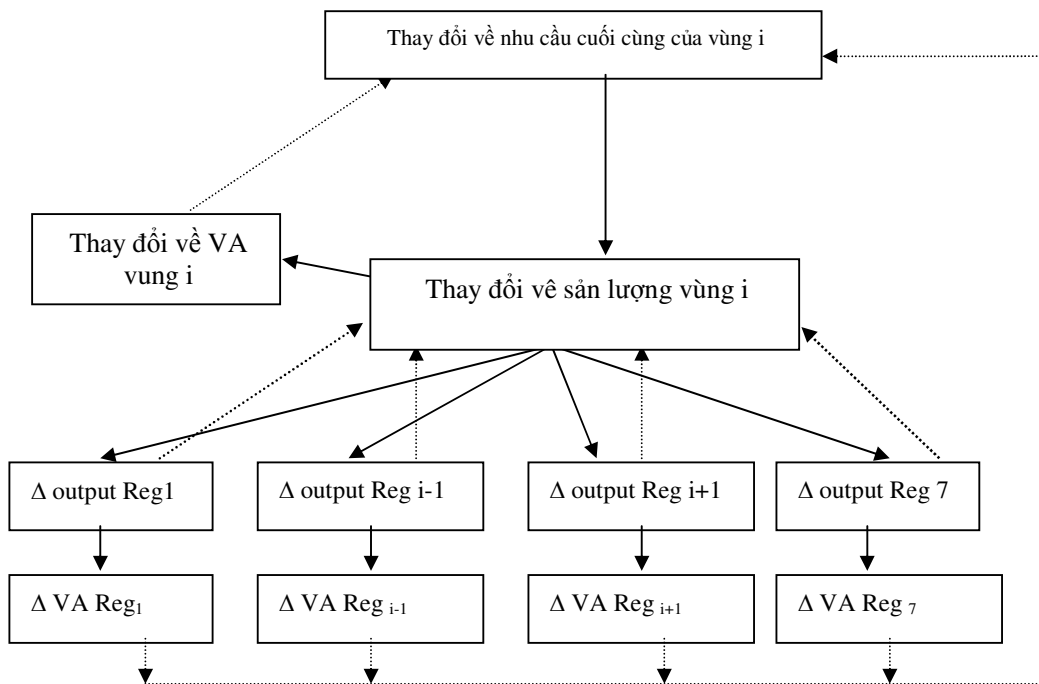 Thay đổi về nhu cầu cuối cùng của vùng i
Thay đổi về VA
vung i
Thay đổi vê sản lượng vùng i
Δ output Reg1
Δ output Reg i-1
Δ output Reg i+1
Δ output Reg 7
Δ VA Reg₁
Δ VA Reg i-1
Δ VA Reg i+1
Δ VA Reg 7